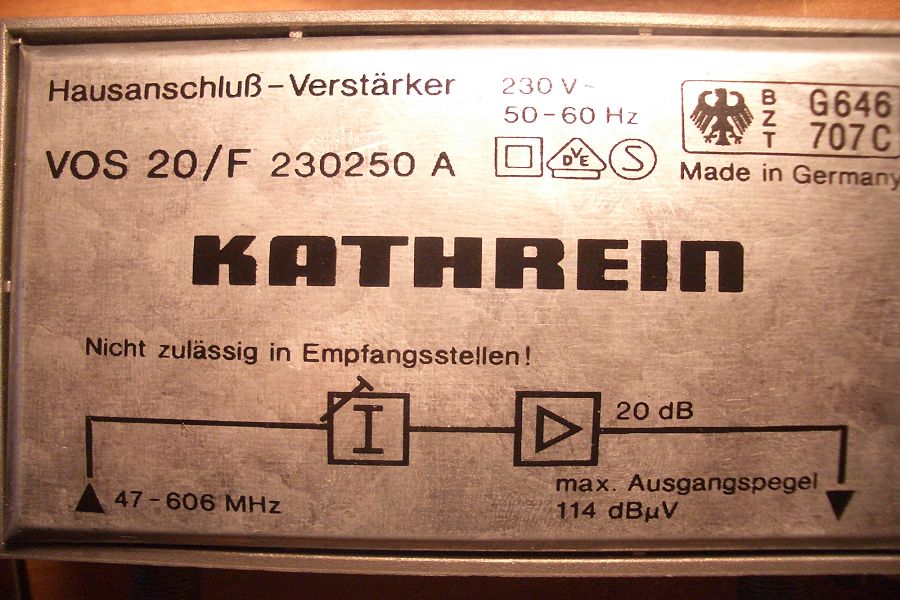 Hausanschluß-Verstärker
230 V~
50-60 Hz
VOS 20/F 230250 A
DVE
S
B Z T
G646
707C
Made in Germany
KATHREIN
Nicht zulässig in Empfangsstellen!
I
20 dB
47-606 MHz
max. Ausgangspegel
114 dBµV